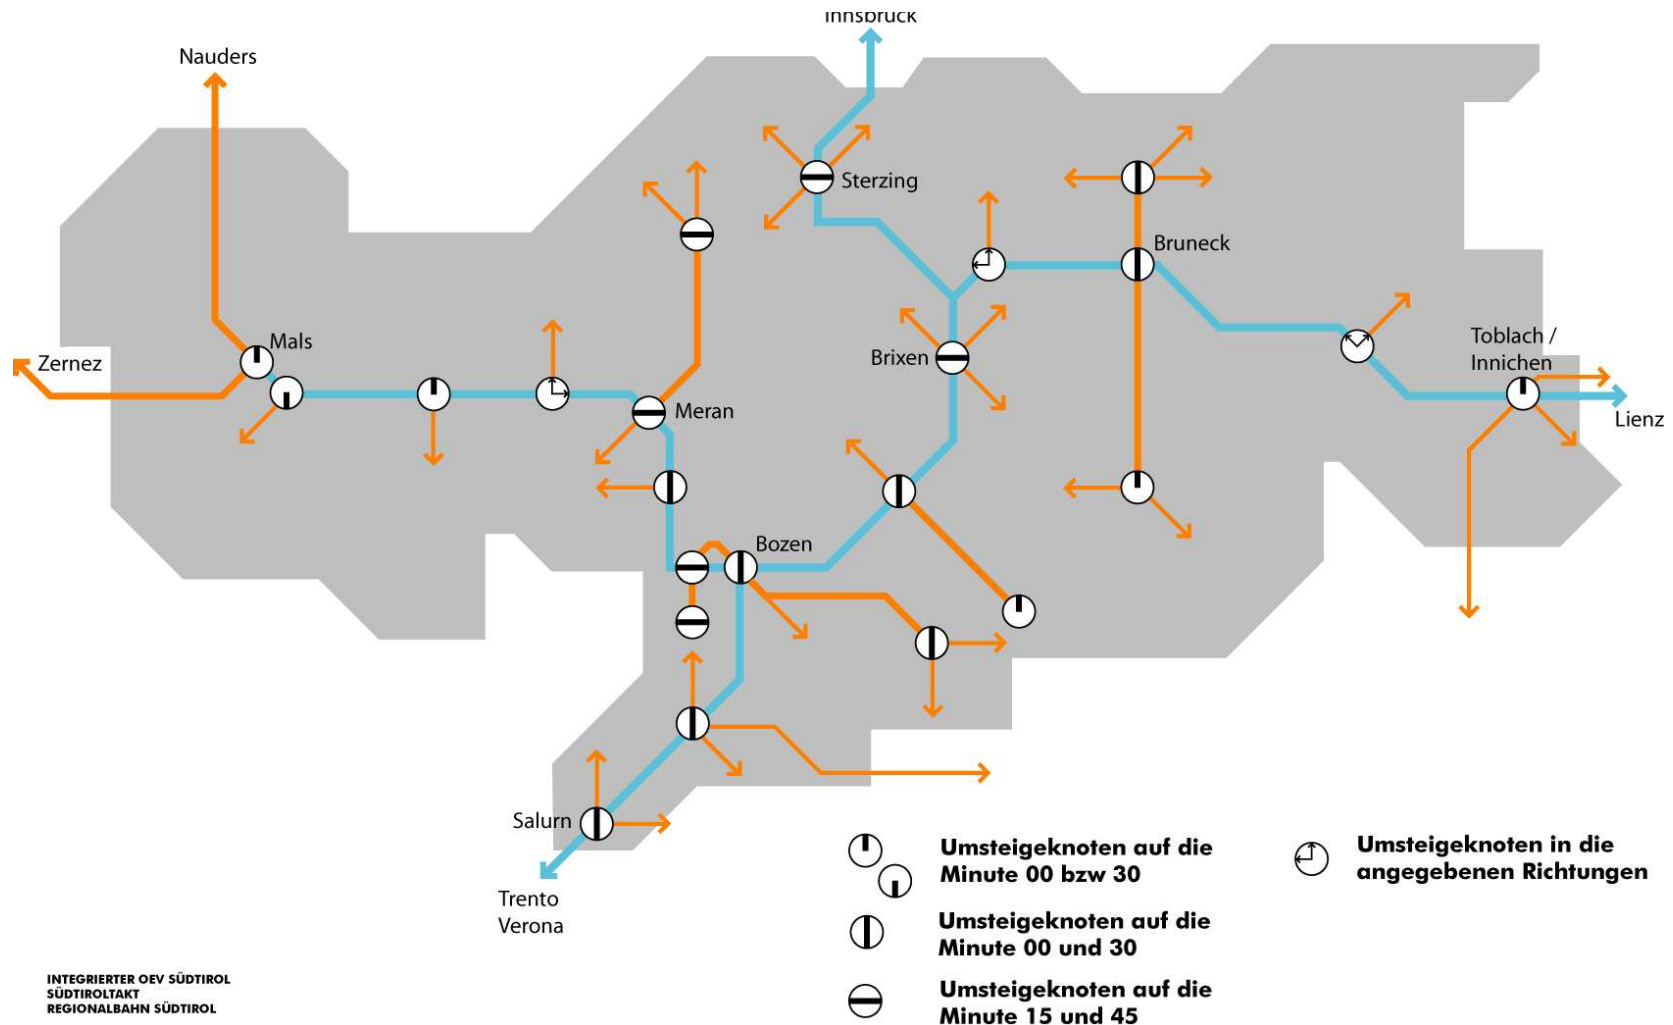 Innsbruck
Nauders
Sterzing
Bruneck
Mals
Zernez
Brixen
Toblach /
Innichen
Meran
Lienz
Bozen
Salurn
Trento
Verona
Umsteigeknoten auf die
Minute 00 bzw 30
Umsteigeknoten in die
angegebenen Richtungen
Umsteigeknoten auf die
Minute 00 und 30
Umsteigeknoten auf die
Minute 15 und 45
INTEGRIERTER OEV SÜDTIROL
SÜDTIROLTAKT
REGIONALBAHN SÜDTIROL